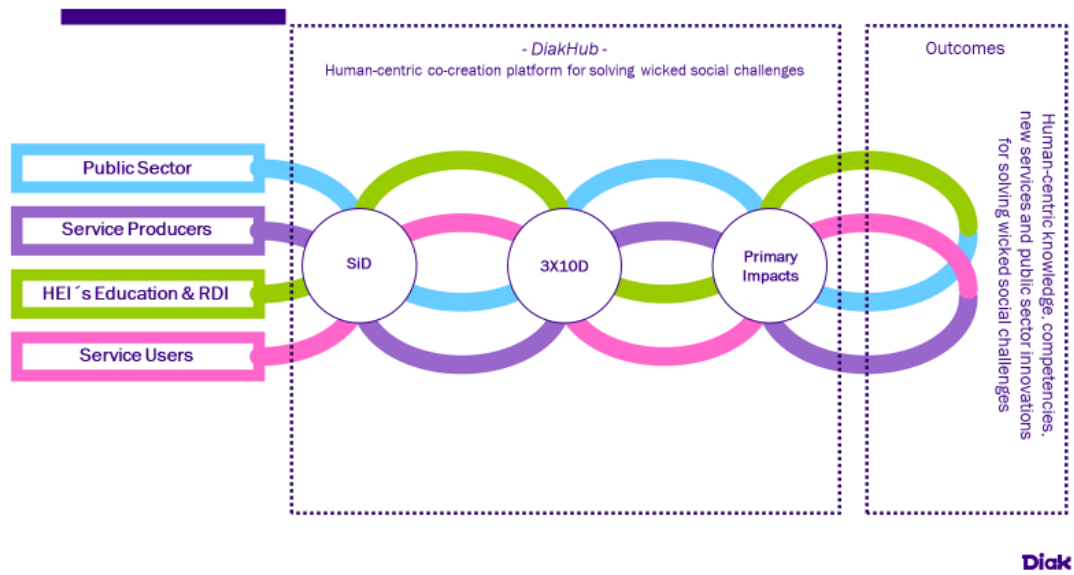 - DiakHub -
Human-centric co-creation platform for solving wicked social challenges
Outcomes
Public Sector
Service Producers
HEI´s Education & RDI
Service Users
SiD
3X10D
Primary
Impacts
Human-centric knowledge, competencies,
new services and public sector innovations
for solving wicked social challenges
Diak